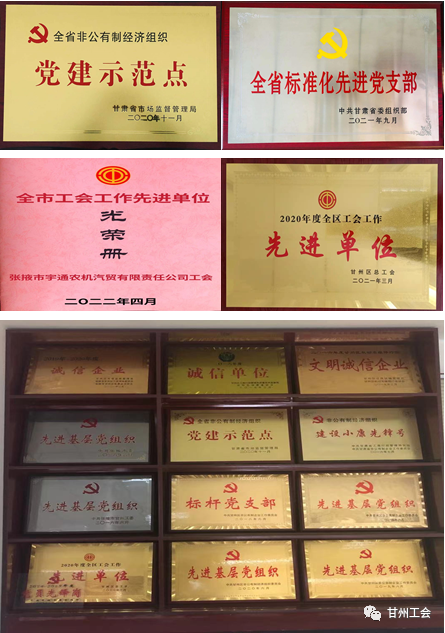 全省非公有制经济组织
党建示范点
甘肃省市场监督管理局
二〇二〇年十一月
全省标准化先进党支部
中共甘肃省委组织部
二〇二一年九月
全市工会工作先进单位
光荣册
张掖市宇通农机汽贸有限责任公司工会
二〇二二年四月
2020年度全区工会工作
先进单位
甘州区总工会
二〇二一年三月
诚信企业
诚信单位
文明诚信企业
先进基层党组织
全省非公有制经济组织
党建示范点
建设小康先锋号
先进基层党组织
标杆党支部
先进基层党组织
2020年度全区工会工作
先进单位
先进基层党组织
先进基层党组织
甘州工会